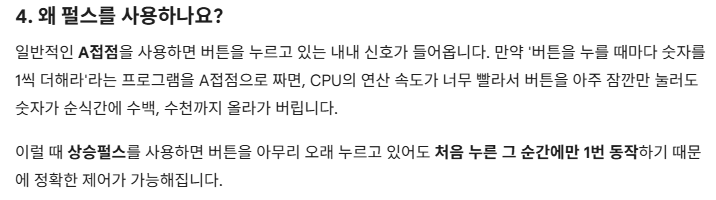 4. 왜 펄스를 사용하나요?
일반적인 A접점을 사용하면 버튼을 누르고 있는 내내 신호가 들어옵니다. 만약 '버튼을 누를 때마다 숫자를
1씩 더해라'라는 프로그램을 A접점으로 짜면, CPU의 연산 속도가 너무 빨라서 버튼을 아주 잠깐만 눌러도
숫자가 순식간에 수백, 수천까지 올라가 버립니다.
이럴 때 상승펄스를 사용하면 버튼을 아무리 오래 누르고 있어도 처음 누른 그 순간에만 1번 동작하기 때문
에 정확한 제어가 가능해집니다.